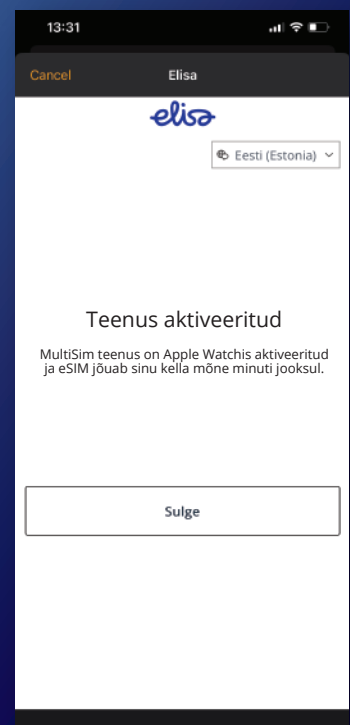 13:31
Cancel
Elisa
elisa
Eesti (Estonia)
Teenus aktiveeritud
MultiSim teenus on Apple Watchis aktiveeritud
ja eSIM jõuab sinu kella mõne minuti jooksul.
Sulge